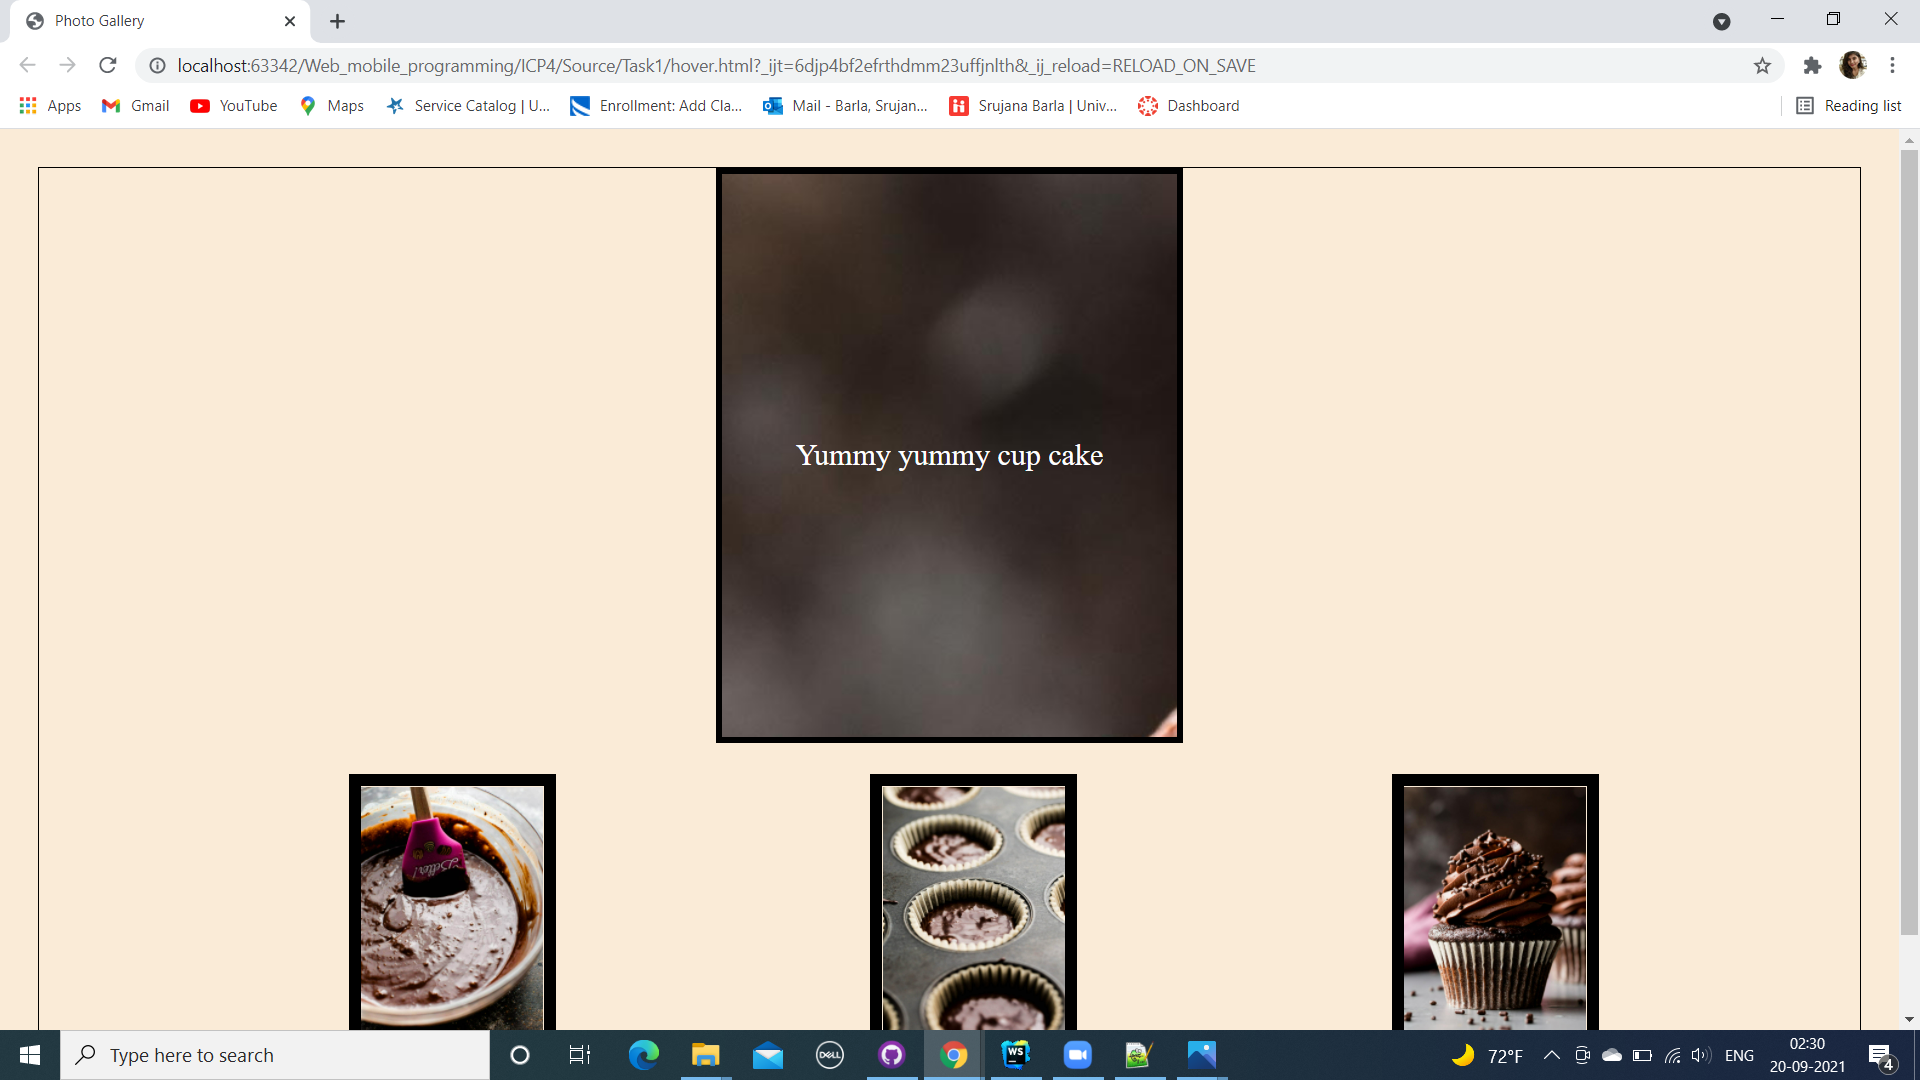 Photo Gallery
localhost:63342/Web_mobile_programming/ICP4/Source/Task1/hover.html?_ijt=6djp4bf2efrthdmm23uffjnlth&_ij_reload=RELOAD_ON_SAVE
Apps Gmail YouTube Maps Service Catalog | U... Enrollment: Add Cla... Mail - Barla, Srujan... Srujana Barla | Univ... Dashboard Reading list
Yummy yummy cup cake
Type here to search
DELL
WS
72°F
ENG
02:30
20-09-2021
4